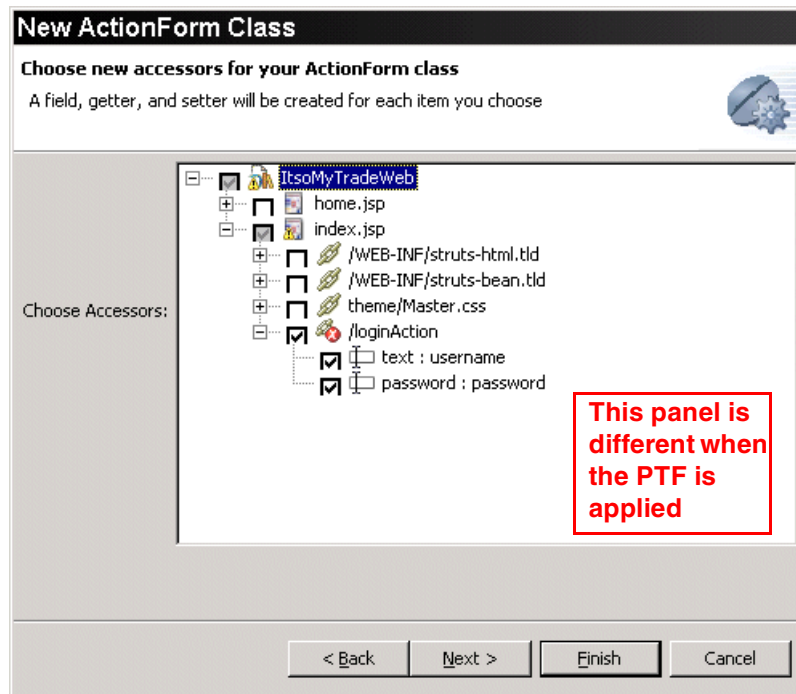 New ActionForm Class
Choose new accessors for your ActionForm class
A field, getter, and setter will be created for each item you choose
Choose Accessors:
ItsoMyTradeWeb
home.jsp
index.jsp
/WEB-INF/struts-html.tld
/WEB-INF/struts-bean.tld
theme/Master.css
/loginAction
text : username
password : password
This panel is
different when
the PTF is
applied
< Back
Next >
Finish
Cancel